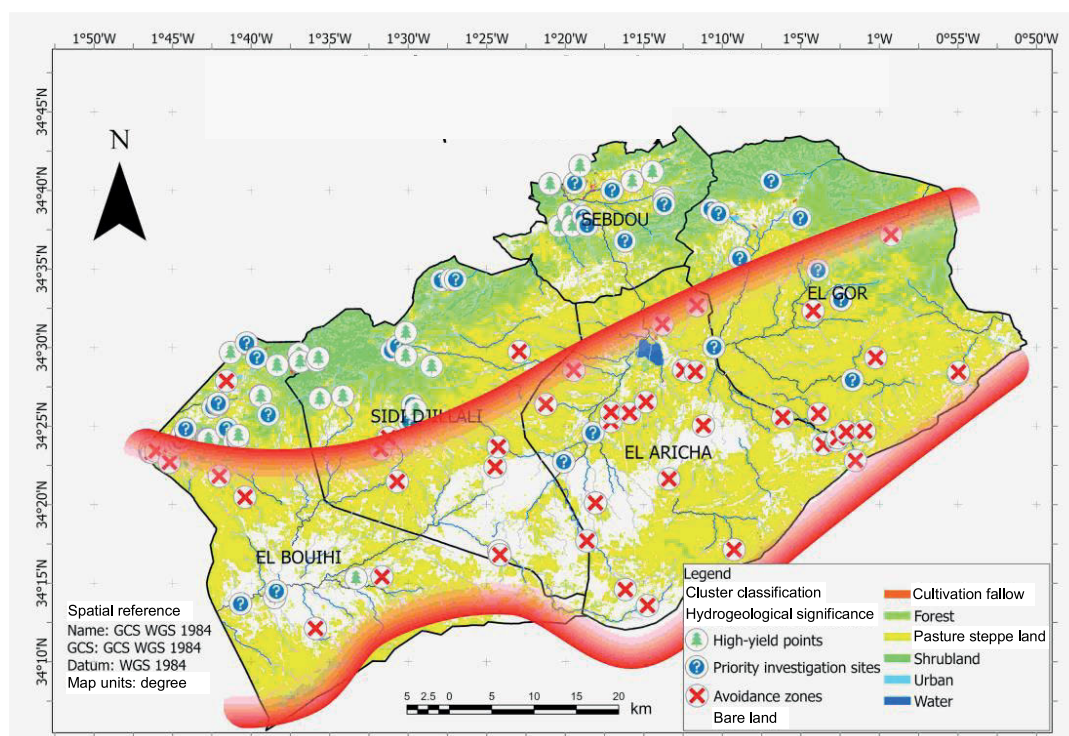 1°50'W 1°45'W 1°40'W 1°35'W 1°30'W 1°25'W 1°20'W 1°15'W 1°10'W 1°05'W 1°0'W 0°55'W 0°50'W
34°45'N
34°40'N
34°35'N
34°30'N
34°25'N
34°20'N
34°15'N
34°10'N
N
SEBDOU
EL GOR
SIDI DJILLALI
EL ARICHA
EL BOUIHI
Spatial reference
Name: GCS WGS 1984
GCS: GCS WGS 1984
Datum: WGS 1984
Map units: degree
5 2.5 0 5 10 15 20
km
Legend
Cluster classification
Hydrogeological significance
High-yield points
Priority investigation sites
Avoidance zones
Bare land
Cultivation fallow
Forest
Pasture steppe land
Shrubland
Urban
Water